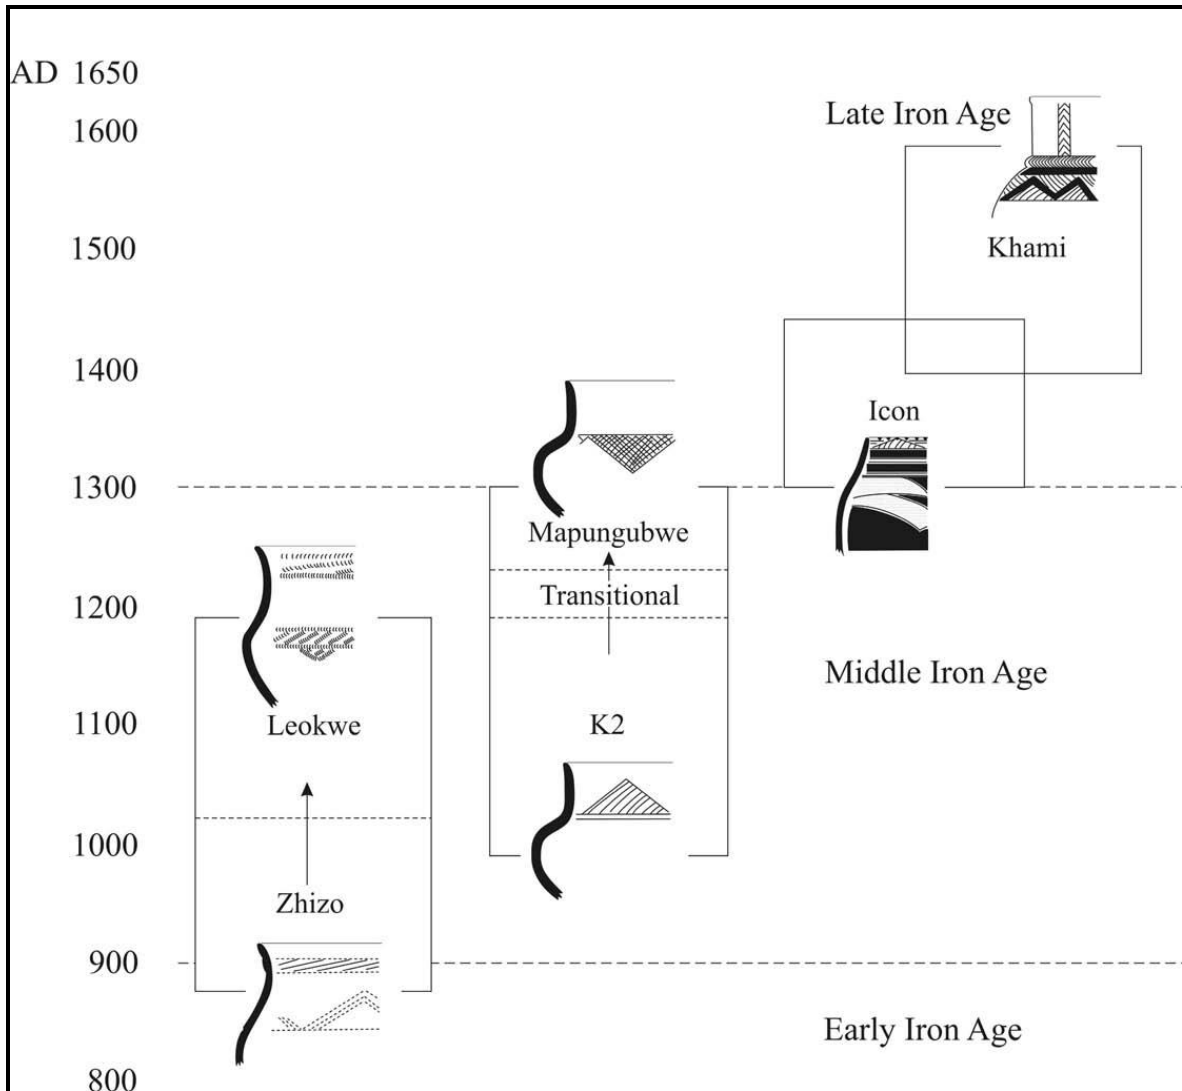 AD 1650
Late Iron Age
1600
1500
Khami
1400
Icon
1300
Mapungubwe
Transitional
1200
Middle Iron Age
Leokwe
K2
1100
1000
Zhizo
900
Early Iron Age
800